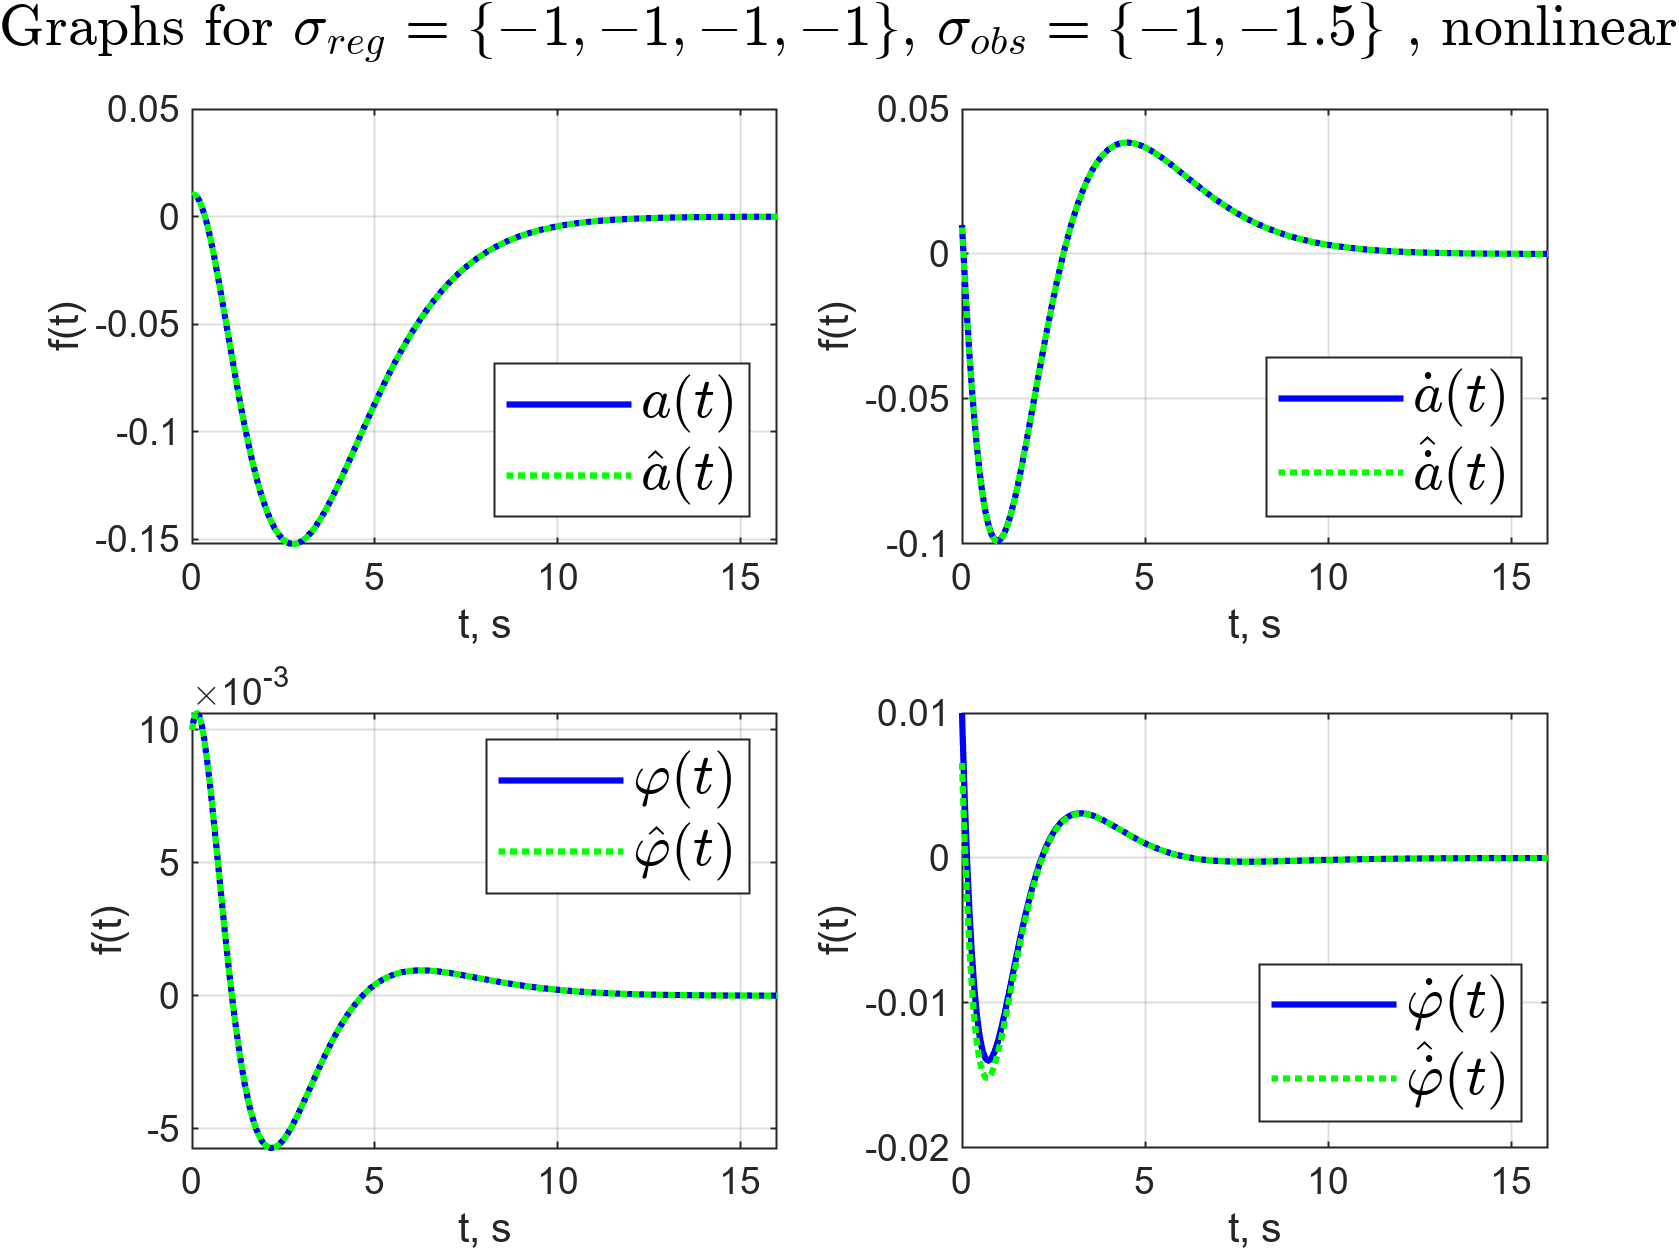 Graphs for σ_reg = {−1, −1, −1, −1}, σ_obs = {−1, −1.5} , nonlinear
0.05
0
-0.05
-0.1
-0.15
f(t)
0 5 10 15
t, s
a(t)
â(t)
0.05
0
-0.05
-0.1
f(t)
0 5 10 15
t, s
ȧ(t)
ȧ̂(t)
×10⁻³
10
5
0
-5
f(t)
0 5 10 15
t, s
φ(t)
φ̂(t)
0.01
0
-0.01
-0.02
f(t)
0 5 10 15
t, s
φ̇(t)
φ̇̂(t)